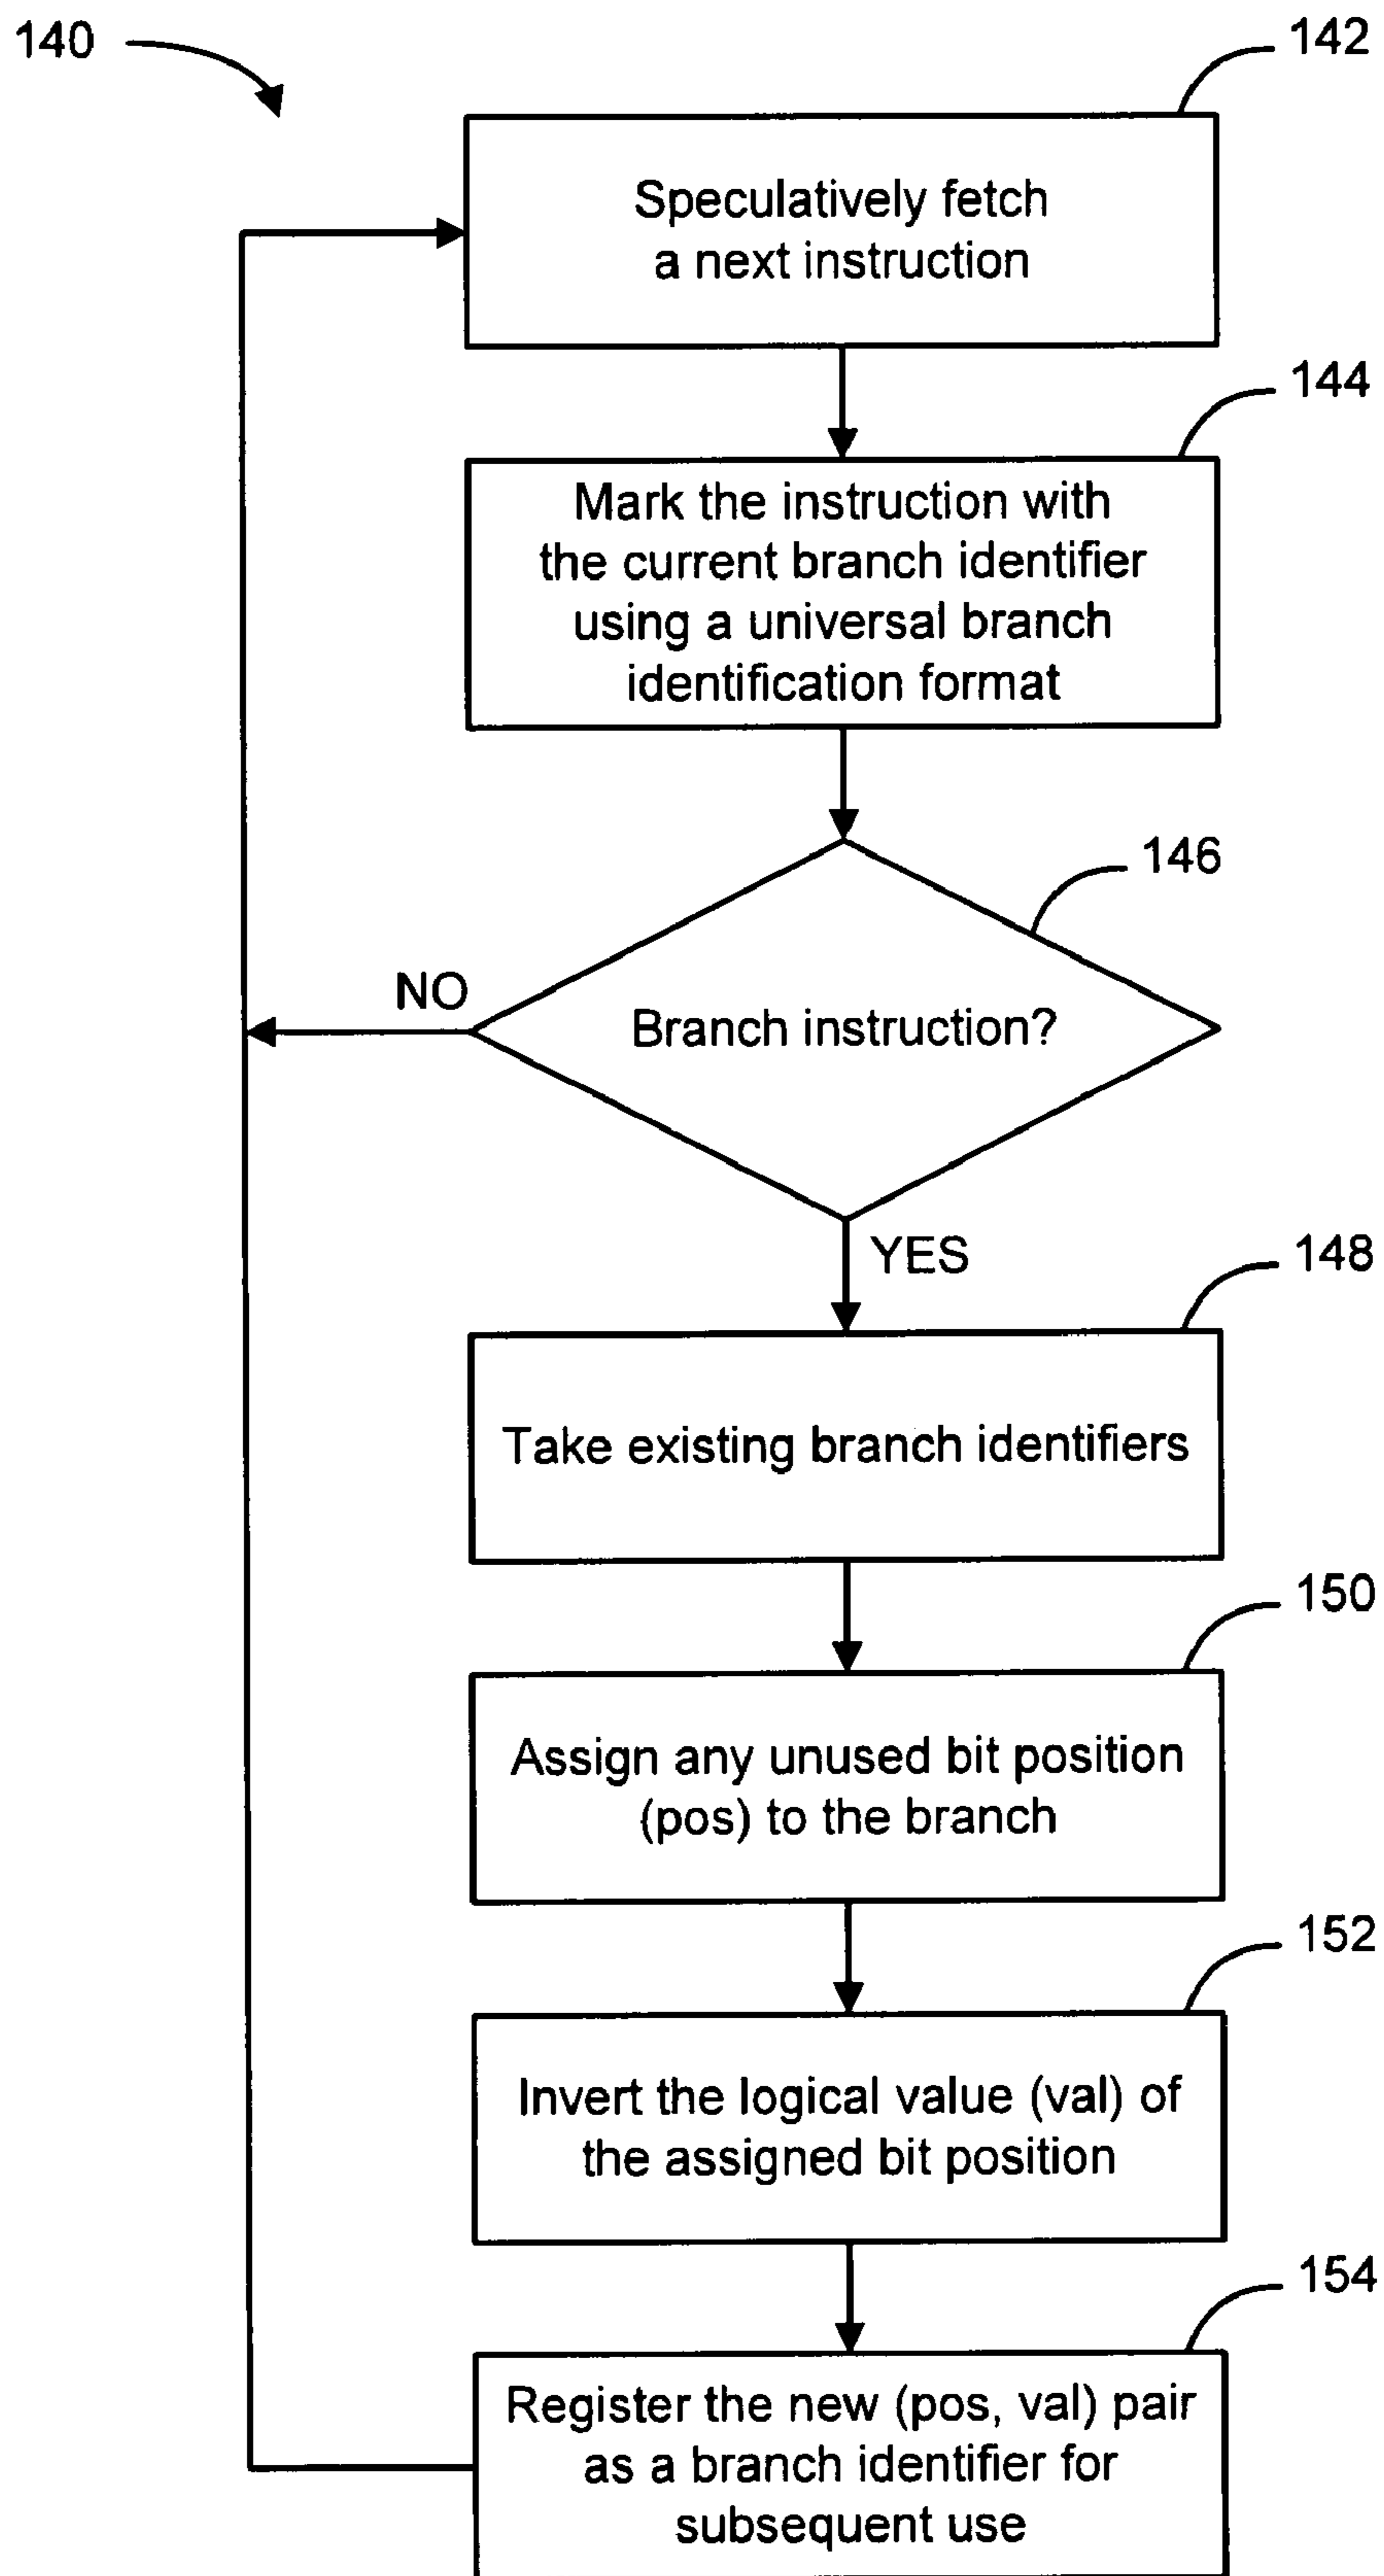 140
142
Speculatively fetch
a next instruction
144
Mark the instruction with
the current branch identifier
using a universal branch
identification format
146
NO
Branch instruction?
YES
148
Take existing branch identifiers
150
Assign any unused bit position
(pos) to the branch
152
Invert the logical value (val) of
the assigned bit position
154
Register the new (pos, val) pair
as a branch identifier for
subsequent use